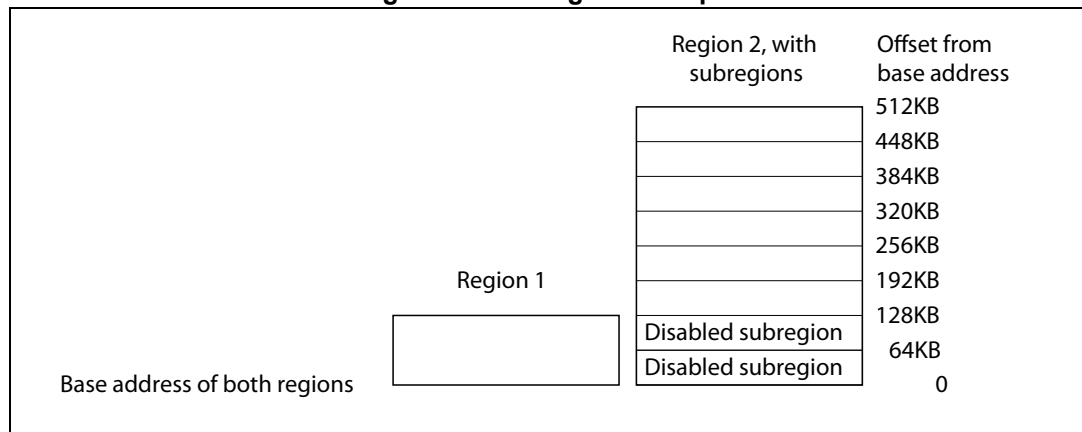 Region 2, with
subregions
Offset from
base address
512KB
448KB
384KB
320KB
256KB
Region 1
192KB
128KB
Disabled subregion
64KB
Disabled subregion
Base address of both regions
0